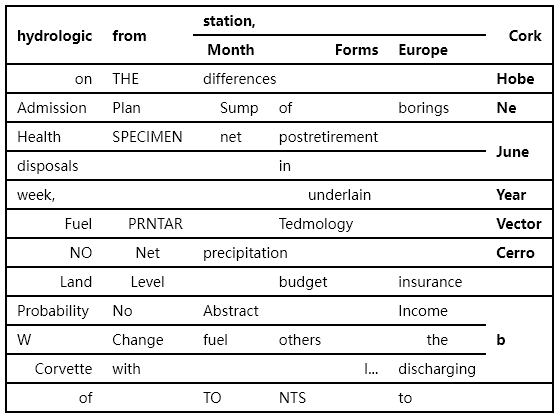 hydrologic from station, Cork
Month Forms Europe
on THE differences Hobe
Admission Plan Sump of borings Ne
Health SPECIMEN net postretirement June
disposals in
week, underlain Year
Fuel PRNTAR Tedmology Vector
NO Net precipitation Cerro
Land Level budget insurance
Probability No Abstract Income b
W Change fuel others the
Corvette with I... discharging
of TO NTS to